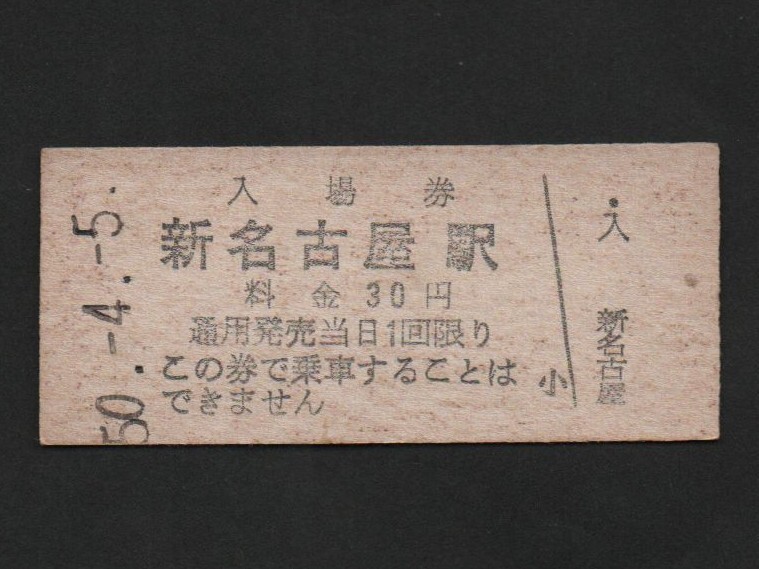 50.-4.-5.
入場券
新名古屋駅
料金30円
通用発売当日1回限り
この券で乗車することは
できません
小
入
新名古屋